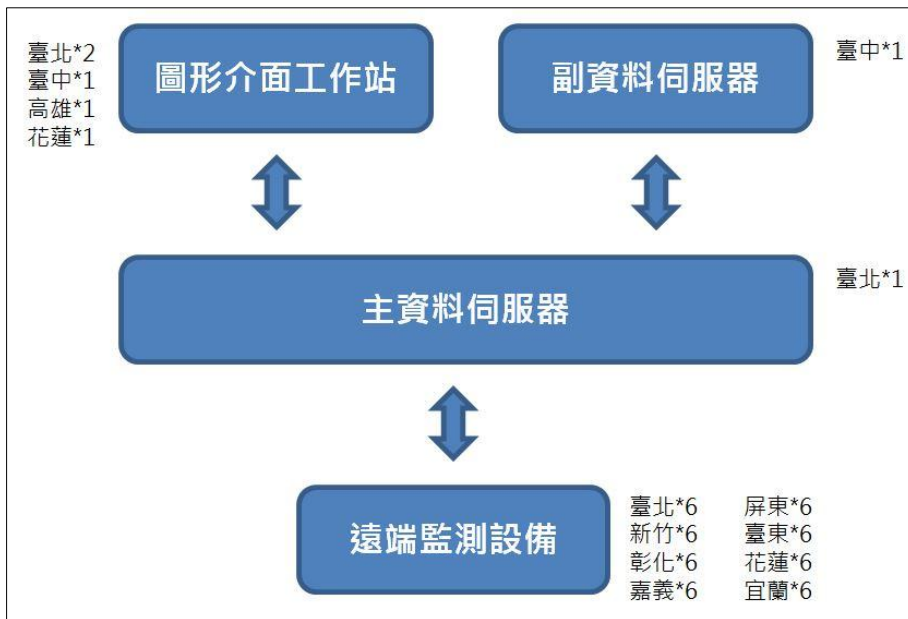 臺北*2
臺中*1
高雄*1
花蓮*1
圖形介面工作站
副資料伺服器
臺中*1
主資料伺服器
臺北*1
遠端監測設備
臺北*6 屏東*6
新竹*6 臺東*6
彰化*6 花蓮*6
嘉義*6 宜蘭*6